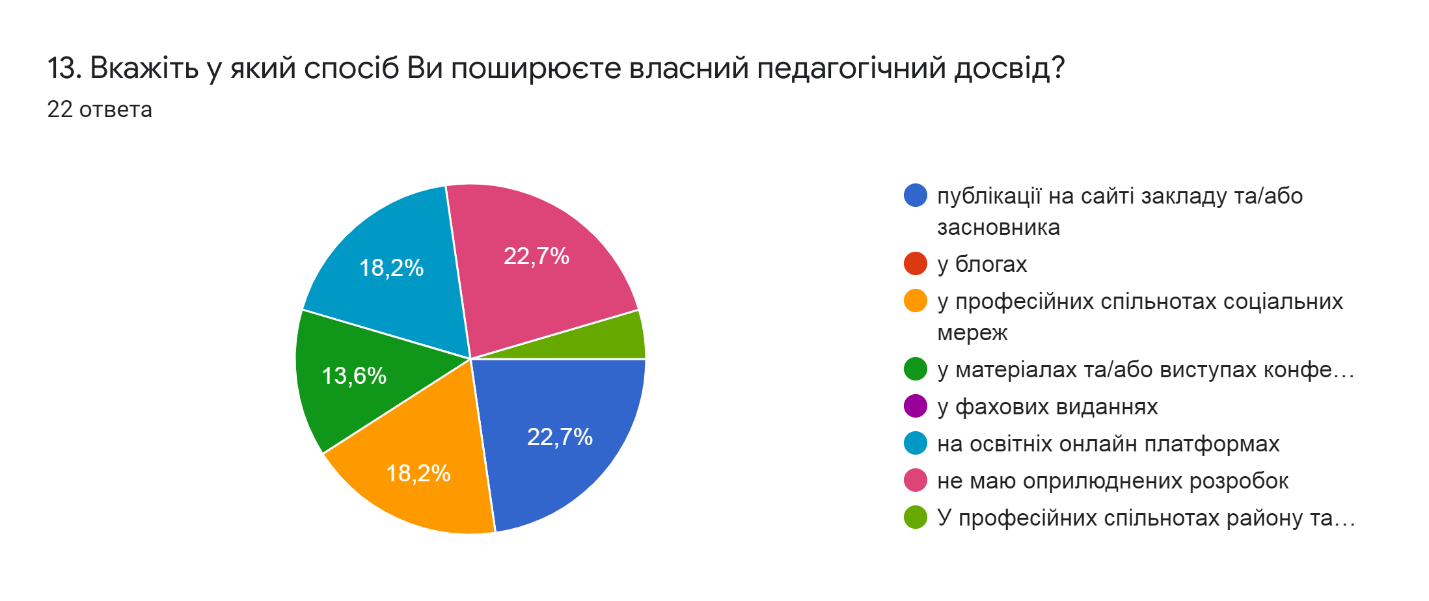 13. Вкажіть у який спосіб Ви поширюєте власний педагогічний досвід?
22 ответа
22,7%
18,2%
13,6%
22,7%
18,2%
публікації на сайті закладу та/або
засновника
у блогах
у професійних спільнотах соціальних
мереж
у матеріалах та/або виступах конфе...
у фахових виданнях
на освітніх онлайн платформах
не маю оприлюднених розробок
У професійних спільнотах району та...